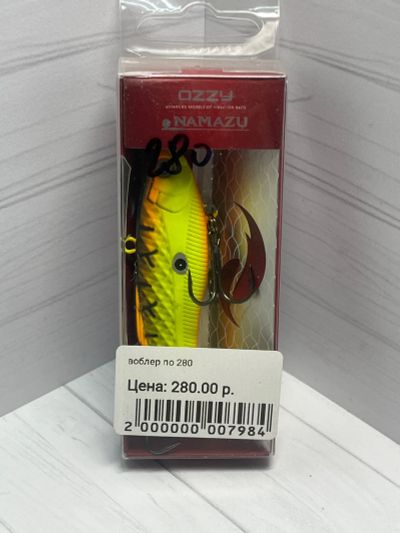 OZZY
NAMAZU
280
воблер по 280
Цена: 280.00 р.
2 000000 007984